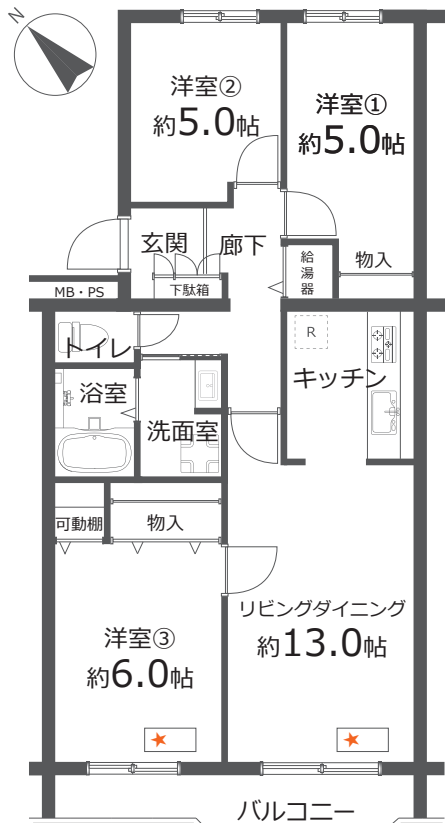 N
洋室②
約5.0帖
洋室①
約5.0帖
玄関
廊下
給湯器
物入
下駄箱
MB・PS
トイレ
R
キッチン
浴室
洗面室
可動棚
物入
リビングダイニング
約13.0帖
洋室③
約6.0帖
バルコニー